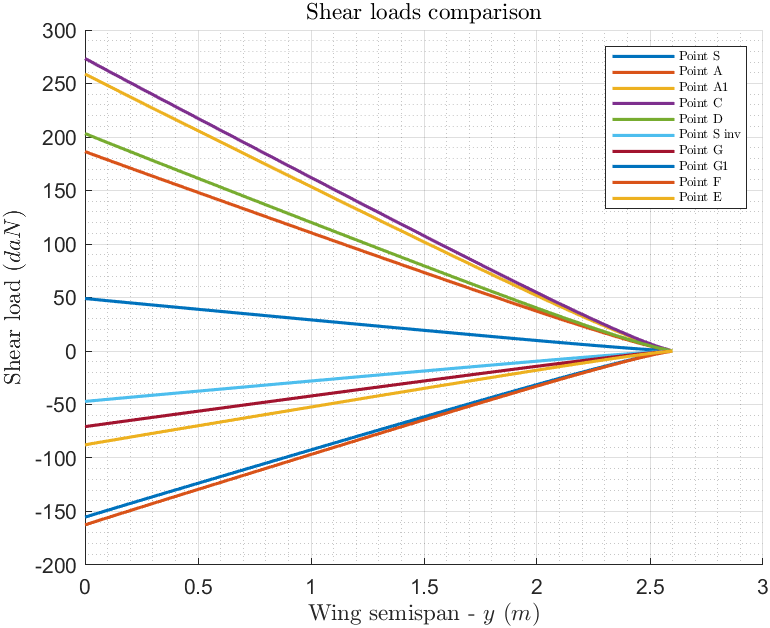 Shear loads comparison
300
250
200
150
100
50
0
-50
-100
-150
-200
Shear load (daN)
0
0.5
1
1.5
2
2.5
3
Wing semispan - y (m)
Point S
Point A
Point A1
Point C
Point D
Point S inv
Point G
Point G1
Point F
Point E